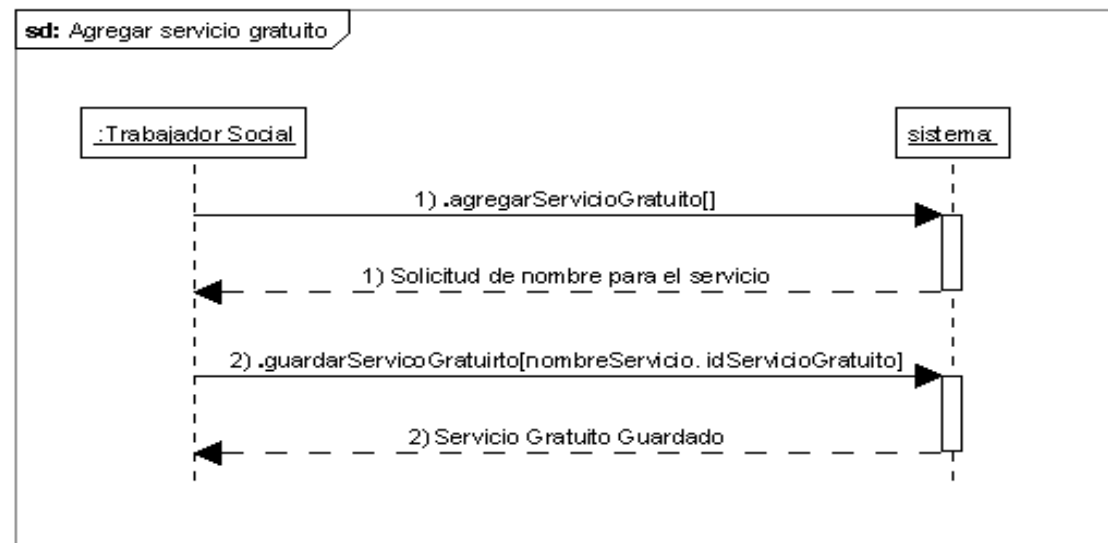 sd: Agregar servicio gratuito
:Trabajador Social
sistema:
1) .agregarServicioGratuito[]
1) Solicitud de nombre para el servicio
2) .guardarServicoGratuirto[nombreServicio. idServicioGratuito]
2) Servicio Gratuito Guardado